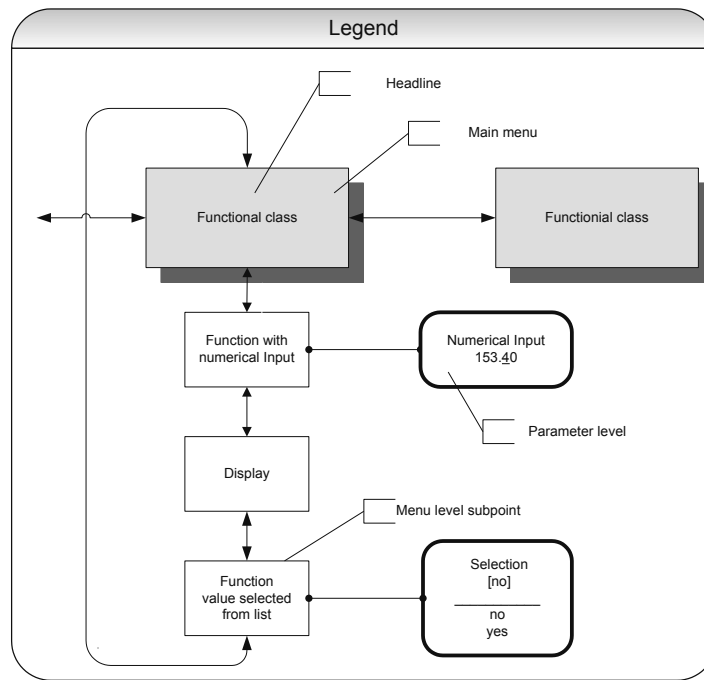 Legend
Headline
Main menu
Functional class
Functionial class
Function with
numerical Input
Numerical Input
153.40
Parameter level
Display
Menu level subpoint
Function
value selected
from list
Selection
[no]
no
yes